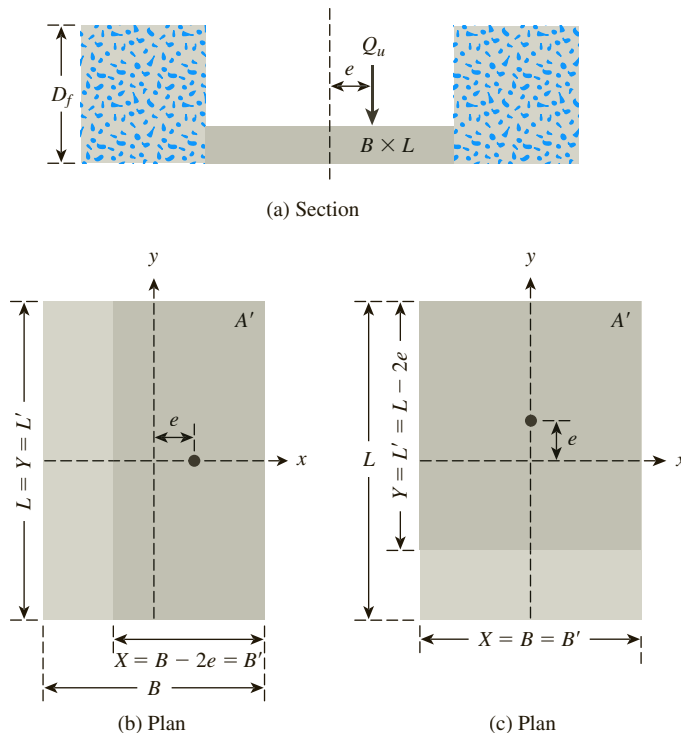 Q_u
e
D_f
B × L
(a) Section
y
A′
e
x
L = Y = L′
X = B − 2e = B′
B
(b) Plan
y
A′
Y = L′ = L − 2e
L
e
x
X = B = B′
(c) Plan